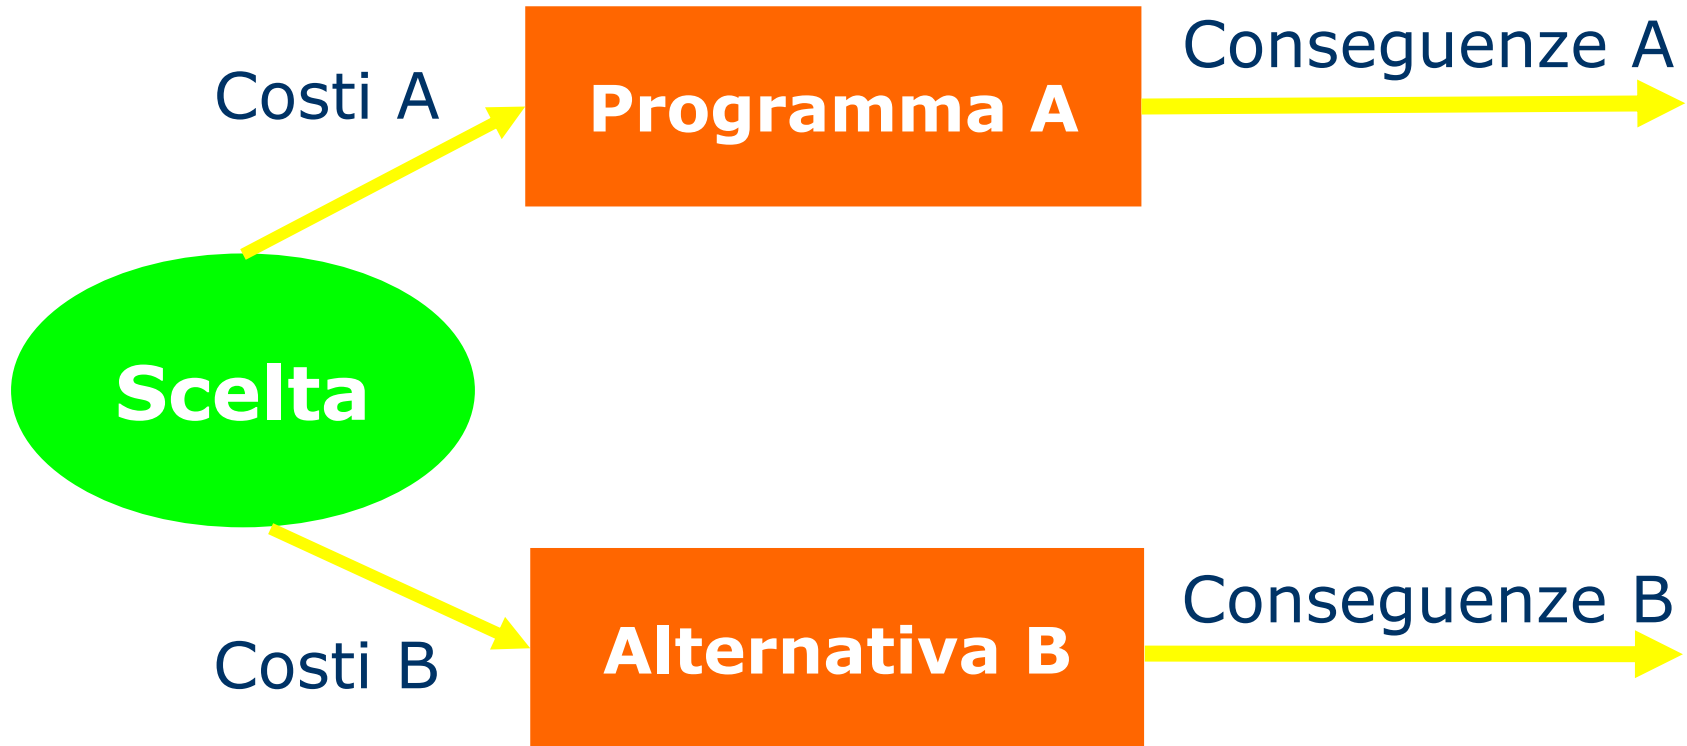 Conseguenze A
Costi A
Programma A
Scelta
Conseguenze B
Alternativa B
Costi B